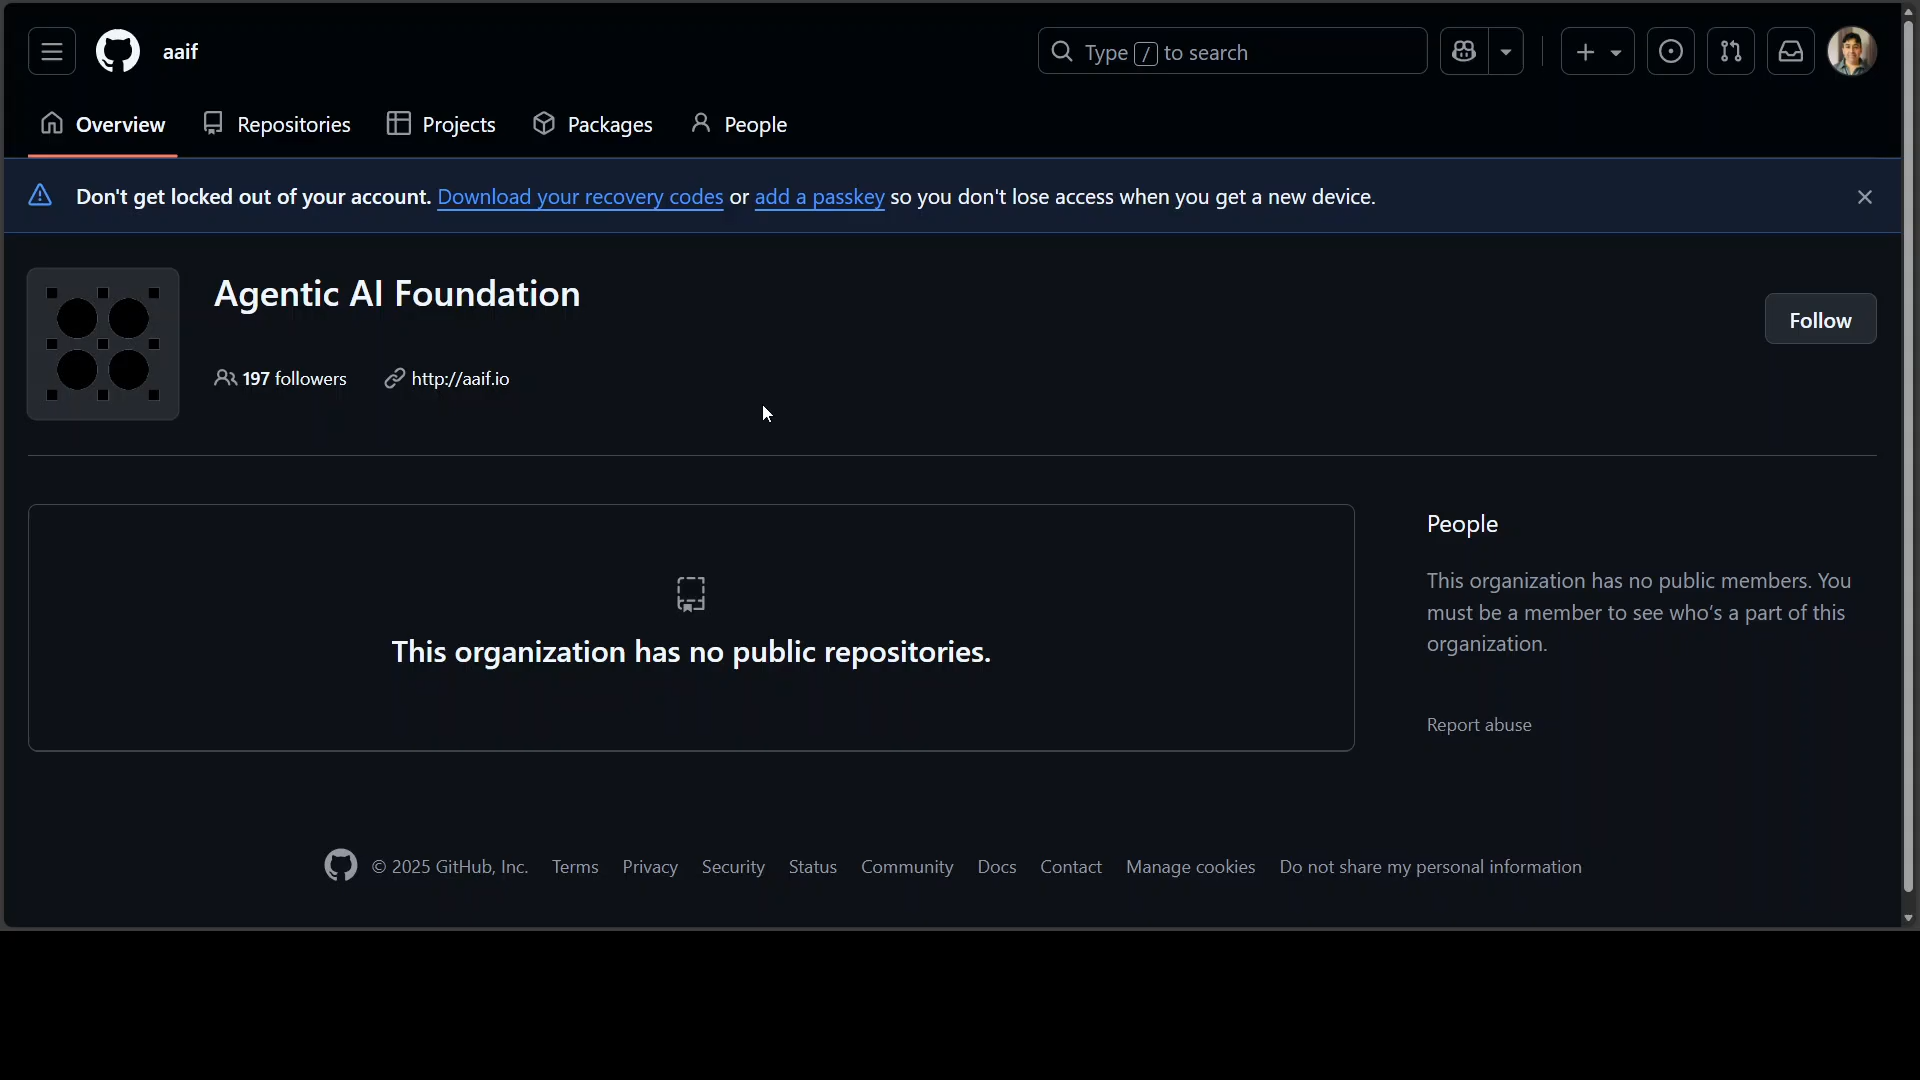 aaif
Type / to search
Overview
Repositories
Projects
Packages
People
Don't get locked out of your account. Download your recovery codes or add a passkey so you don't lose access when you get a new device.
Agentic AI Foundation
Follow
197 followers
http://aaif.io
People
This organization has no public members. You
must be a member to see who's a part of this
organization.
This organization has no public repositories.
Report abuse
© 2025 GitHub, Inc.
Terms
Privacy
Security
Status
Community
Docs
Contact
Manage cookies
Do not share my personal information